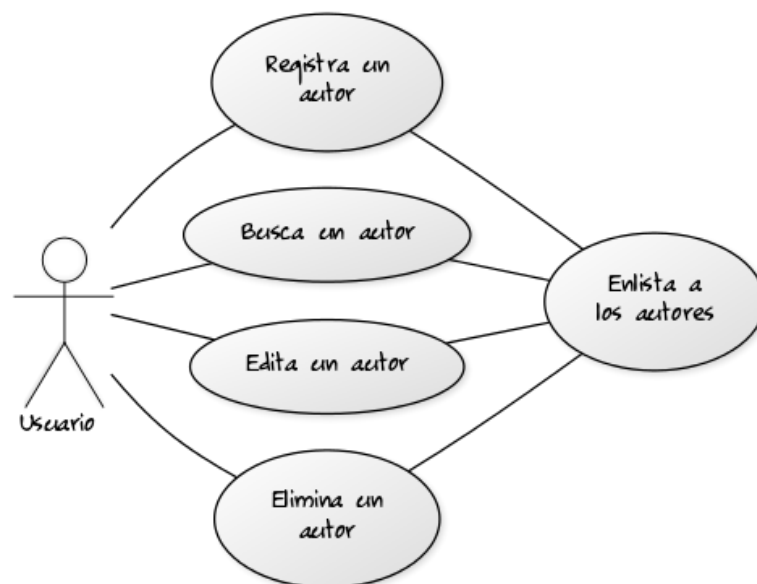 Registra un
autor
Busca un autor
Enlista a
los autores
Edita un autor
Usuario
Elimina un
autor